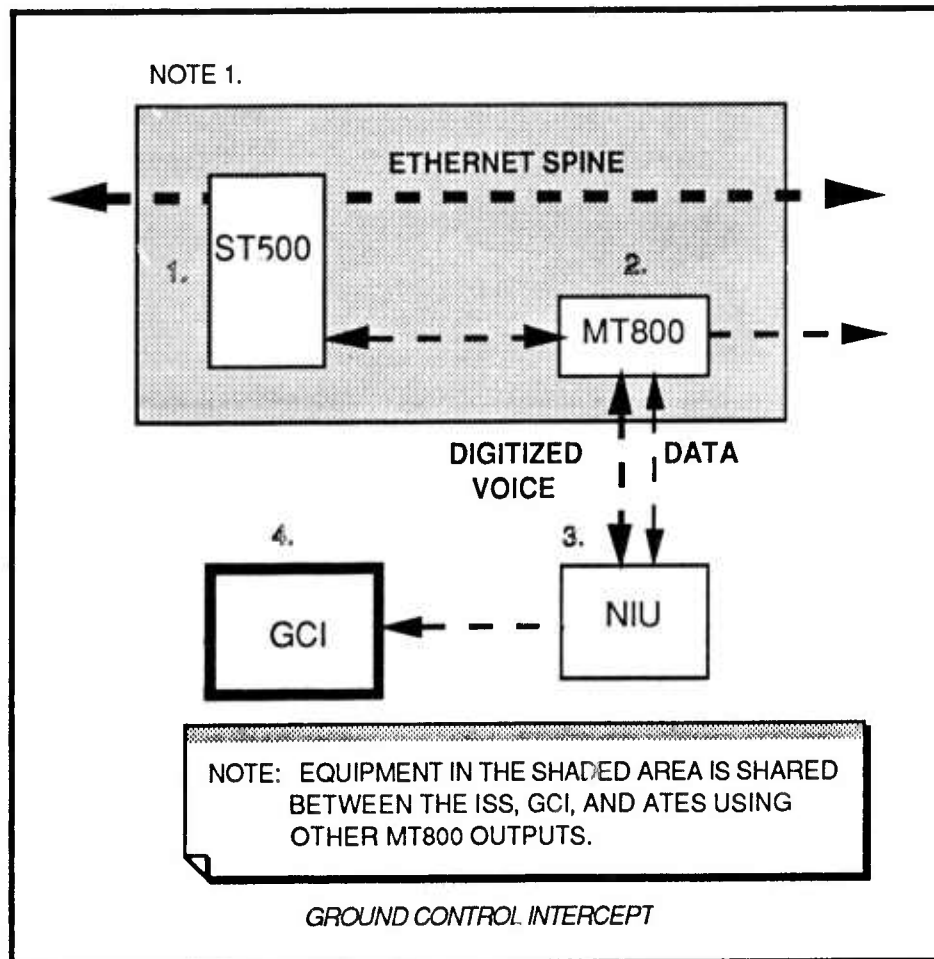 NOTE 1.
ETHERNET SPINE
ST500
1.
2.
MT800
DIGITIZED
VOICE
DATA
4.
3.
GCI
NIU
NOTE: EQUIPMENT IN THE SHADED AREA IS SHARED
BETWEEN THE ISS, GCI, AND ATES USING
OTHER MT800 OUTPUTS.
GROUND CONTROL INTERCEPT